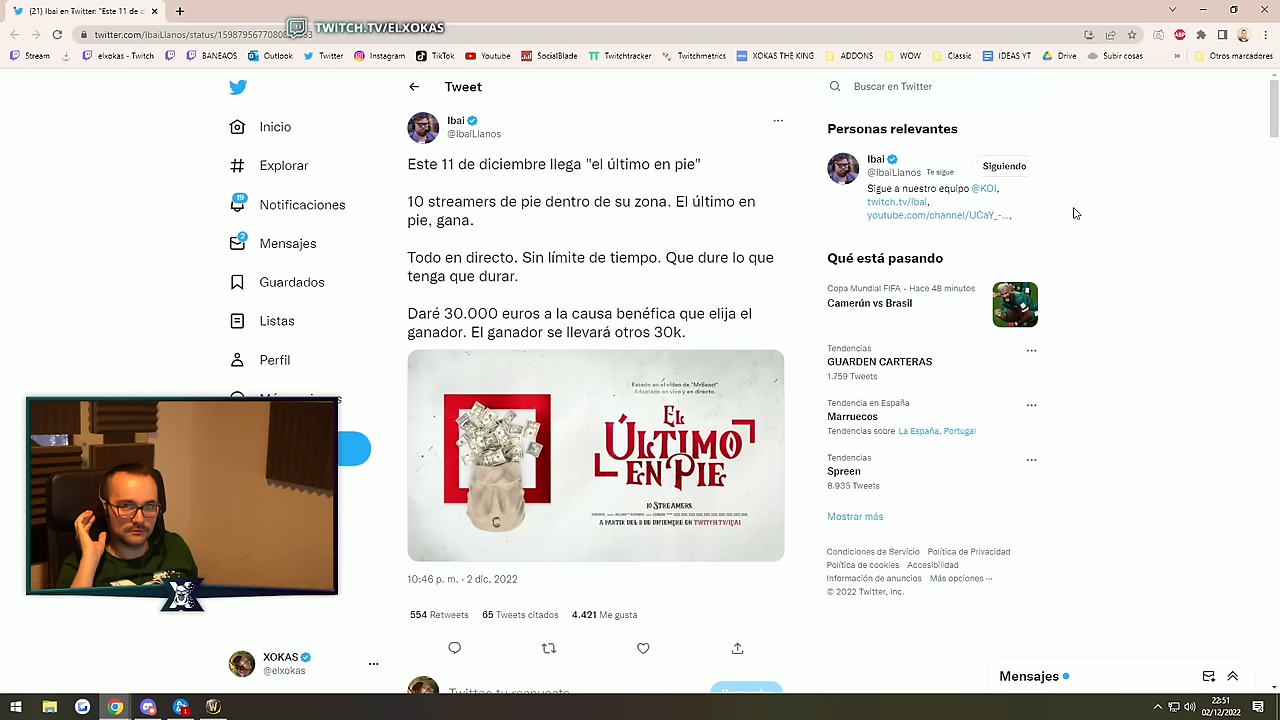 (21) Ibai en Twitter: "Este 11 de d
TWITCH.TV/ELXOKAS
twitter.com/IbaiLlanos/status/159879567708
Stream
elxokas - Twitch
BANEAOS
Outlook
Twitter
Instagram
TikTok
Youtube
SocialBlade
Twitchtracker
Twitchmetrics
XOKAS THE KING
ADDONS
WOW
Classic
IDEAS YT
Drive
Subir cosas
»
Otros marcadores
Inicio
Explorar
19
Notificaciones
2
Mensajes
Guardados
Listas
Perfil
XOKAS
@elxokas
Tweet
Ibai
@IbaiLlanos
Este 11 de diciembre llega "el último en pie"
10 streamers de pie dentro de su zona. El último en
pie, gana.
Todo en directo. Sin límite de tiempo. Que dure lo que
tenga que durar.
Daré 30.000 euros a la causa benéfica que elija el
ganador. El ganador se llevará otros 30k.
Basado en el vídeo de "MrBeast"
Adaptado en vivo y en directo.
EL
ÚLTIMO
EN PIE
10 STREAMERS
A PARTIR DEL 11 DE DICIEMBRE EN TWITCH.TV/IBAI
10:46 p. m. · 2 dic. 2022
554 Retweets 65 Tweets citados 4.421 Me gusta
Twittea tu respuesta
Buscar en Twitter
Personas relevantes
Ibai
@IbaiLlanos Te sigue
Siguiendo
Sigue a nuestro equipo @KOI,
twitch.tv/ibai,
youtube.com/channel/UCaY_-...,
Qué está pasando
Copa Mundial FIFA · Hace 48 minutos
Camerún vs Brasil
Tendencias
GUARDEN CARTERAS
1.759 Tweets
Tendencia en España
Marruecos
Tendencias sobre La España, Portugal
Tendencias
Spreen
8.935 Tweets
Mostrar más
Condiciones de Servicio Política de Privacidad
Política de cookies Accesibilidad
Información de anuncios Más opciones ···
© 2022 Twitter, Inc.
Mensajes
22:51
02/12/2022